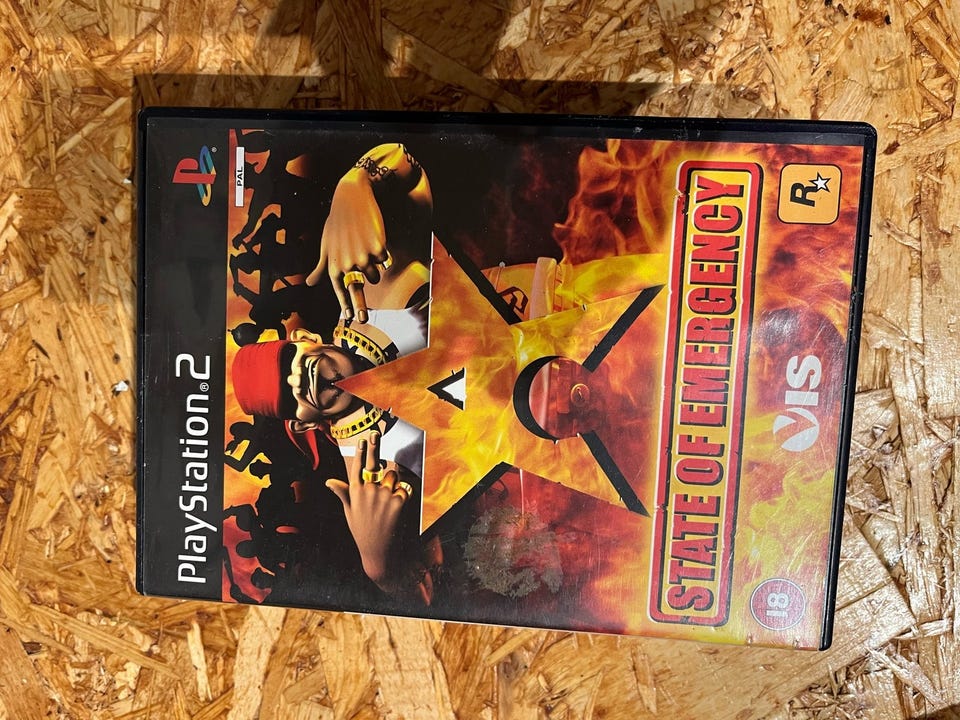 PlayStation®2
PAL
STATE OF EMERGENCY
18
VIS
R